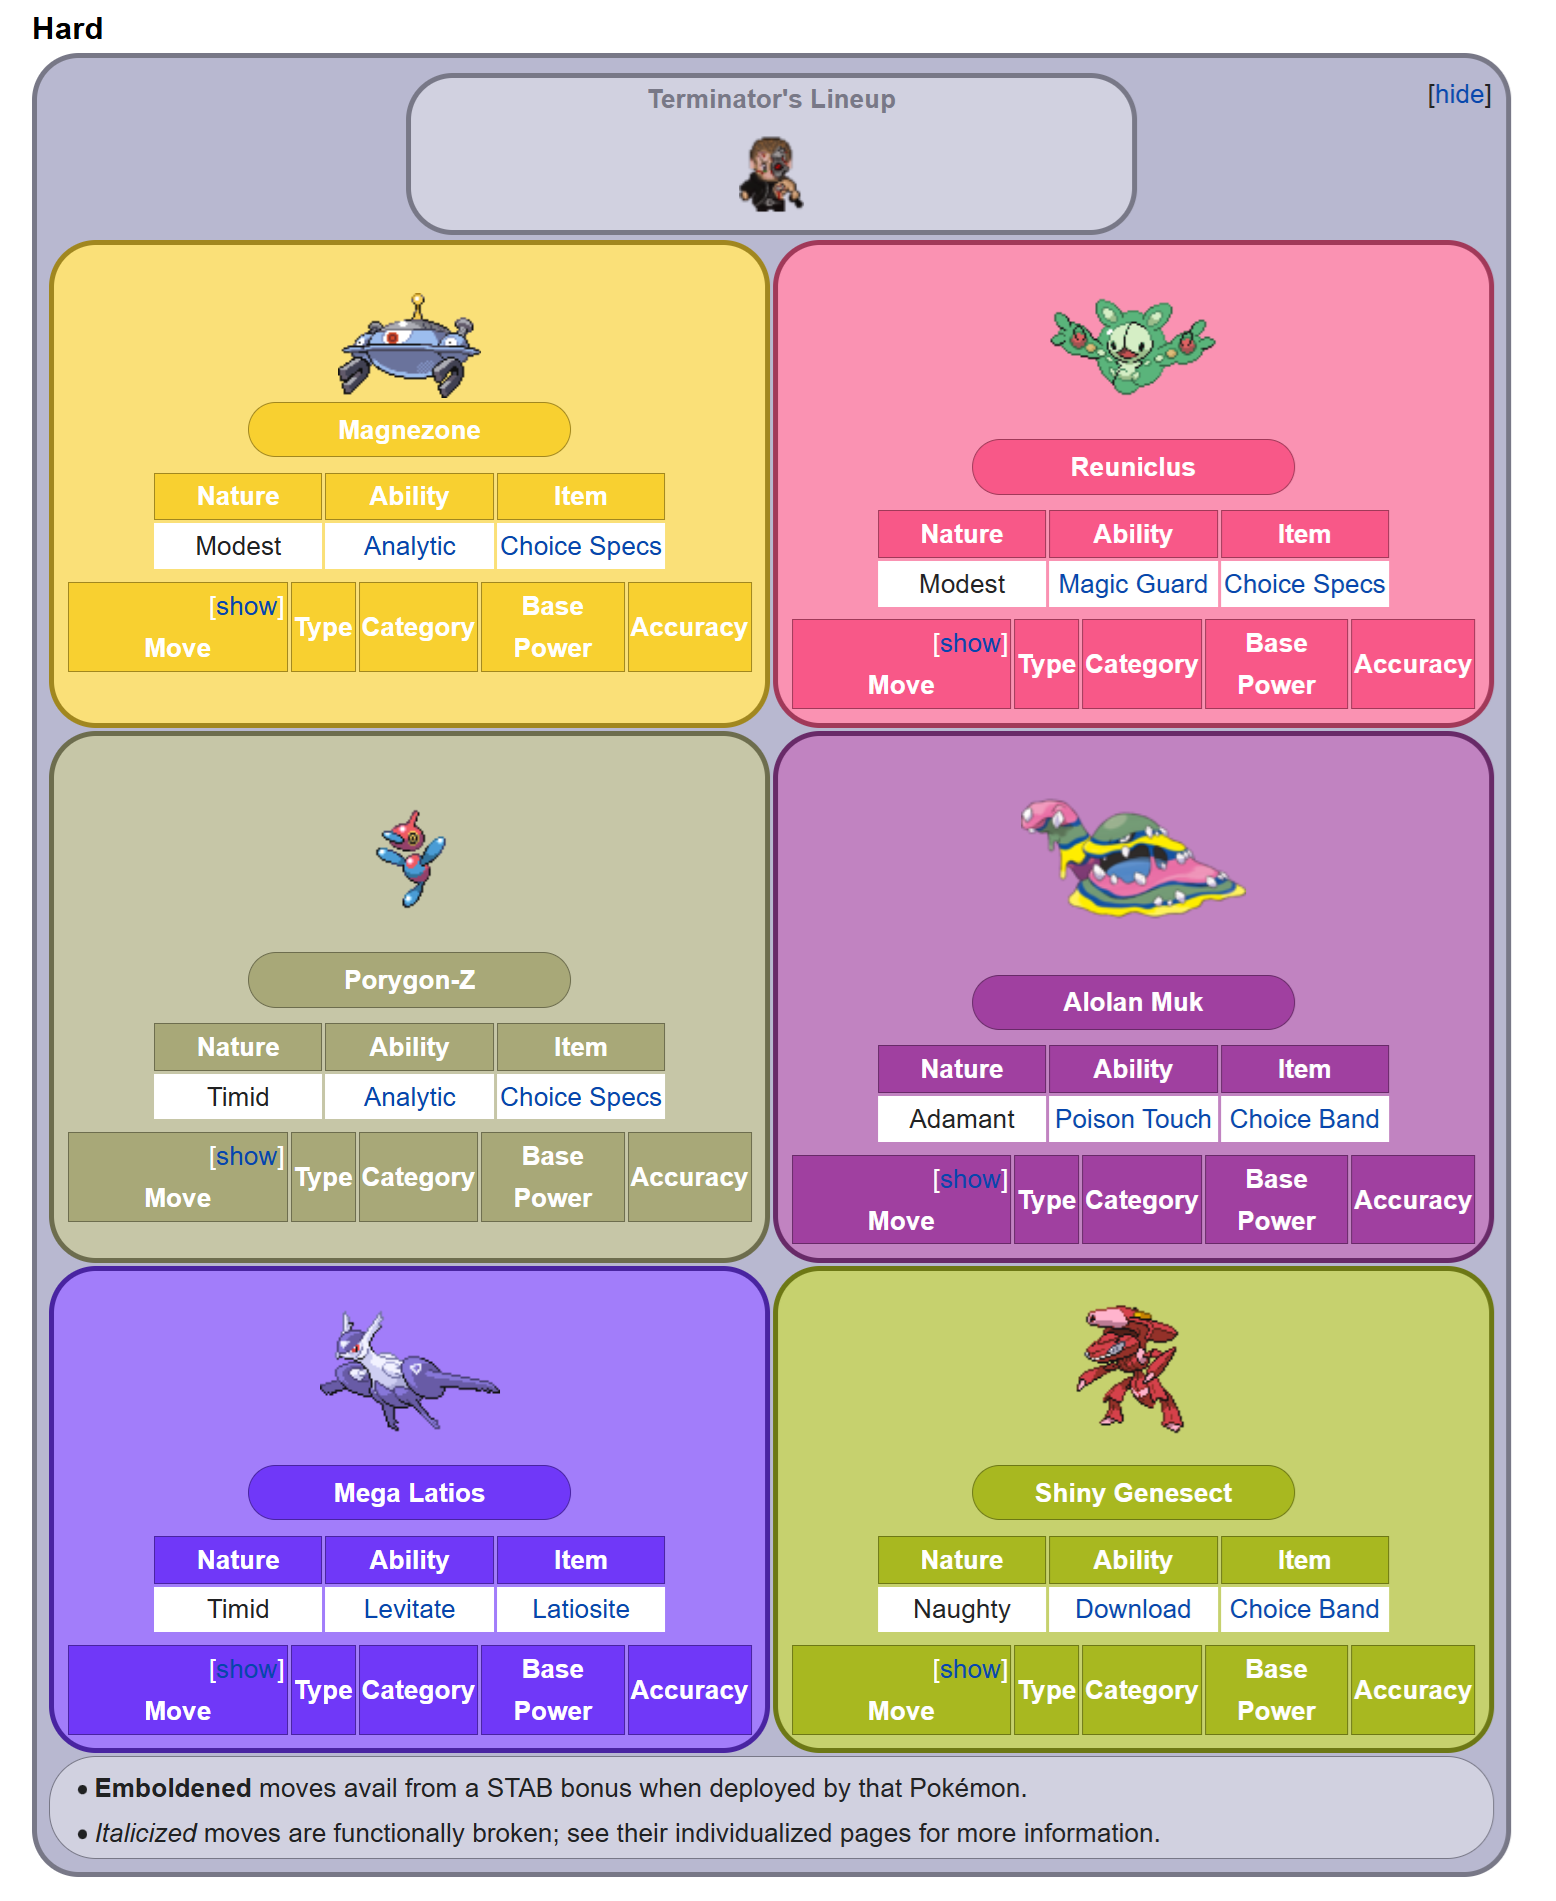 Hard
Terminator's Lineup
[hide]
Magnezone
Nature Ability Item
Modest Analytic Choice Specs
[show]
Move Type Category Base Power Accuracy
Reuniclus
Nature Ability Item
Modest Magic Guard Choice Specs
[show]
Move Type Category Base Power Accuracy
Porygon-Z
Nature Ability Item
Timid Analytic Choice Specs
[show]
Move Type Category Base Power Accuracy
Alolan Muk
Nature Ability Item
Adamant Poison Touch Choice Band
[show]
Move Type Category Base Power Accuracy
Mega Latios
Nature Ability Item
Timid Levitate Latiosite
[show]
Move Type Category Base Power Accuracy
Shiny Genesect
Nature Ability Item
Naughty Download Choice Band
[show]
Move Type Category Base Power Accuracy
• Emboldened moves avail from a STAB bonus when deployed by that Pokémon.
• Italicized moves are functionally broken; see their individualized pages for more information.